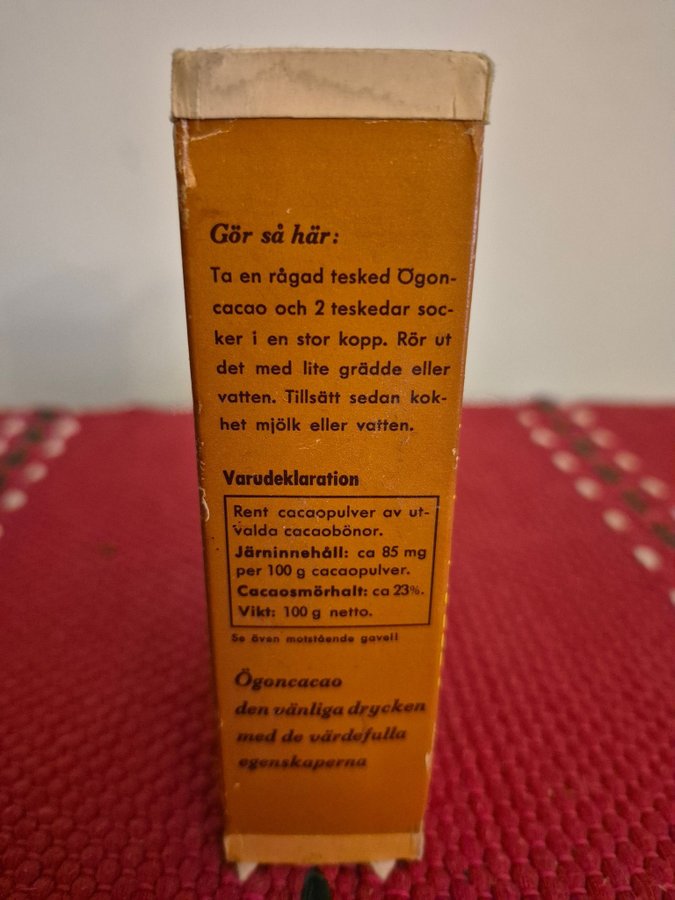 Gör så här:
Ta en rågad tesked Ögon-
cacao och 2 teskedar soc-
ker i en stor kopp. Rör ut
det med lite grädde eller
vatten. Tillsätt sedan kok-
het mjölk eller vatten.
Varudeklaration
Rent cacaopulver av ut-
valda cacaobönor.
Järninnehåll: ca 85 mg
per 100 g cacaopulver.
Cacaosmörhalt: ca 23%.
Vikt: 100 g netto.
Se även motstående gavel!
Ögoncacao
den vänliga drycken
med de värdefulla
egenskaperna